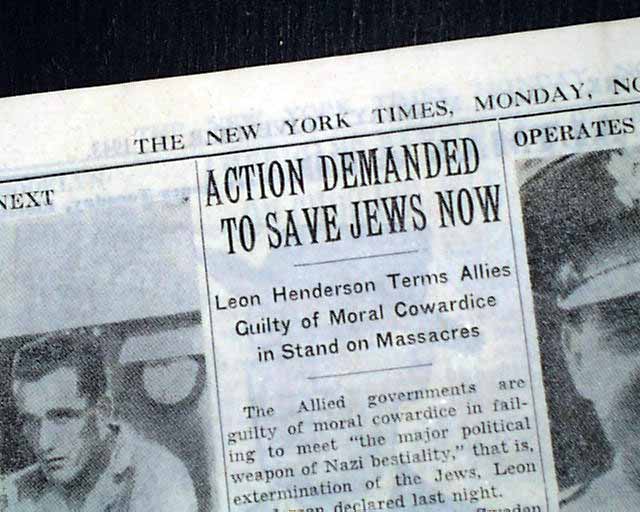 THE NEW YORK TIMES, MONDAY, NO
NEXT
ACTION DEMANDED
TO SAVE JEWS NOW
Leon Henderson Terms Allies
Guilty of Moral Cowardice
in Stand on Massacres
The Allied governments are
guilty of moral cowardice in fail-
ing to meet "the major political
weapon of Nazi bestiality," that is,
extermination of the Jews, Leon
declared last night.
Sweden
OPERATES